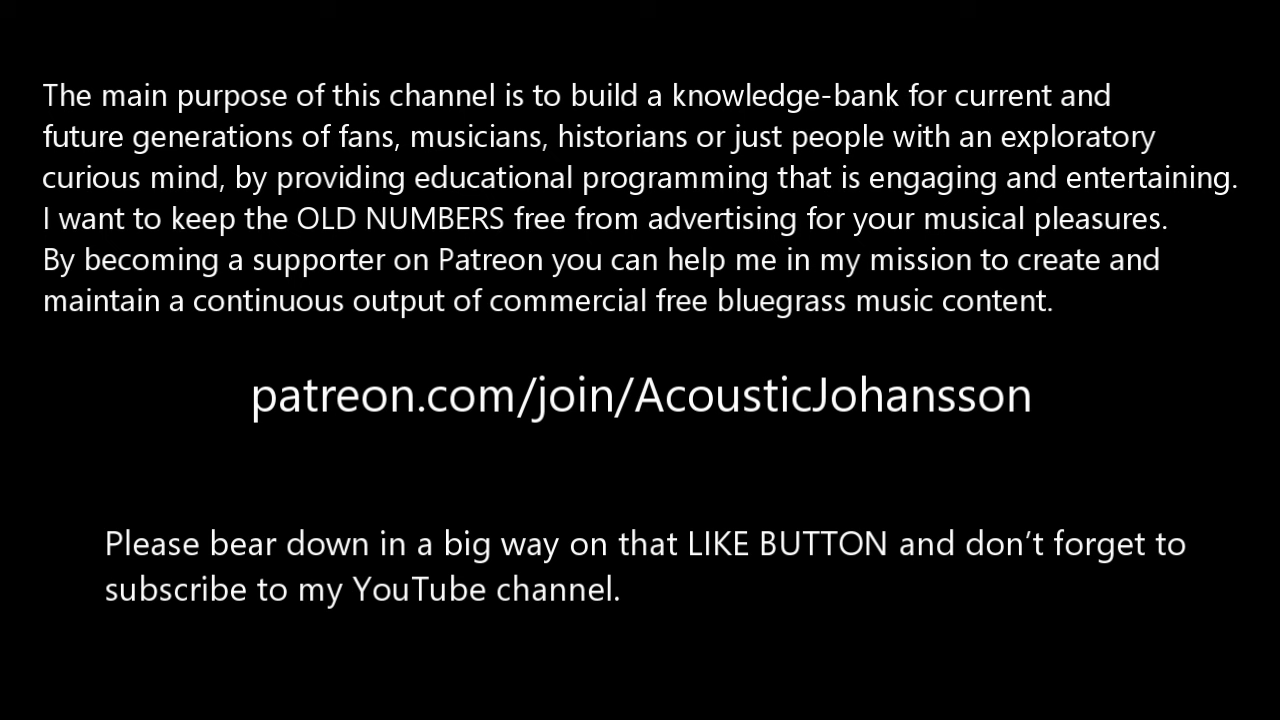 The main purpose of this channel is to build a knowledge-bank for current and
future generations of fans, musicians, historians or just people with an exploratory
curious mind, by providing educational programming that is engaging and entertaining.
I want to keep the OLD NUMBERS free from advertising for your musical pleasures.
By becoming a supporter on Patreon you can help me in my mission to create and
maintain a continuous output of commercial free bluegrass music content.
patreon.com/join/AcousticJohansson
Please bear down in a big way on that LIKE BUTTON and don’t forget to
subscribe to my YouTube channel.